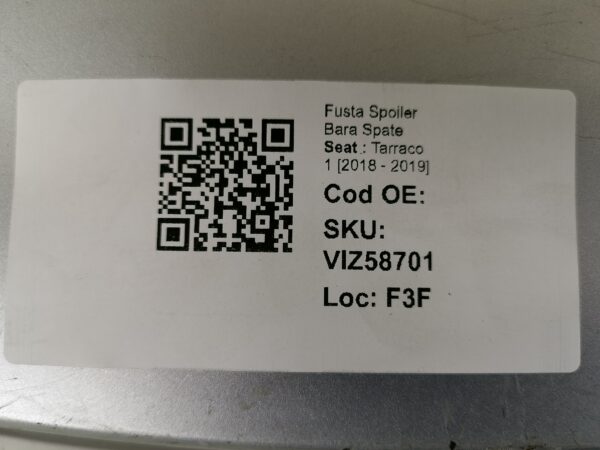 Fusta Spoiler
Bara Spate
Seat : Tarraco
1 [2018 - 2019]
Cod OE:
SKU:
VIZ58701
Loc: F3F